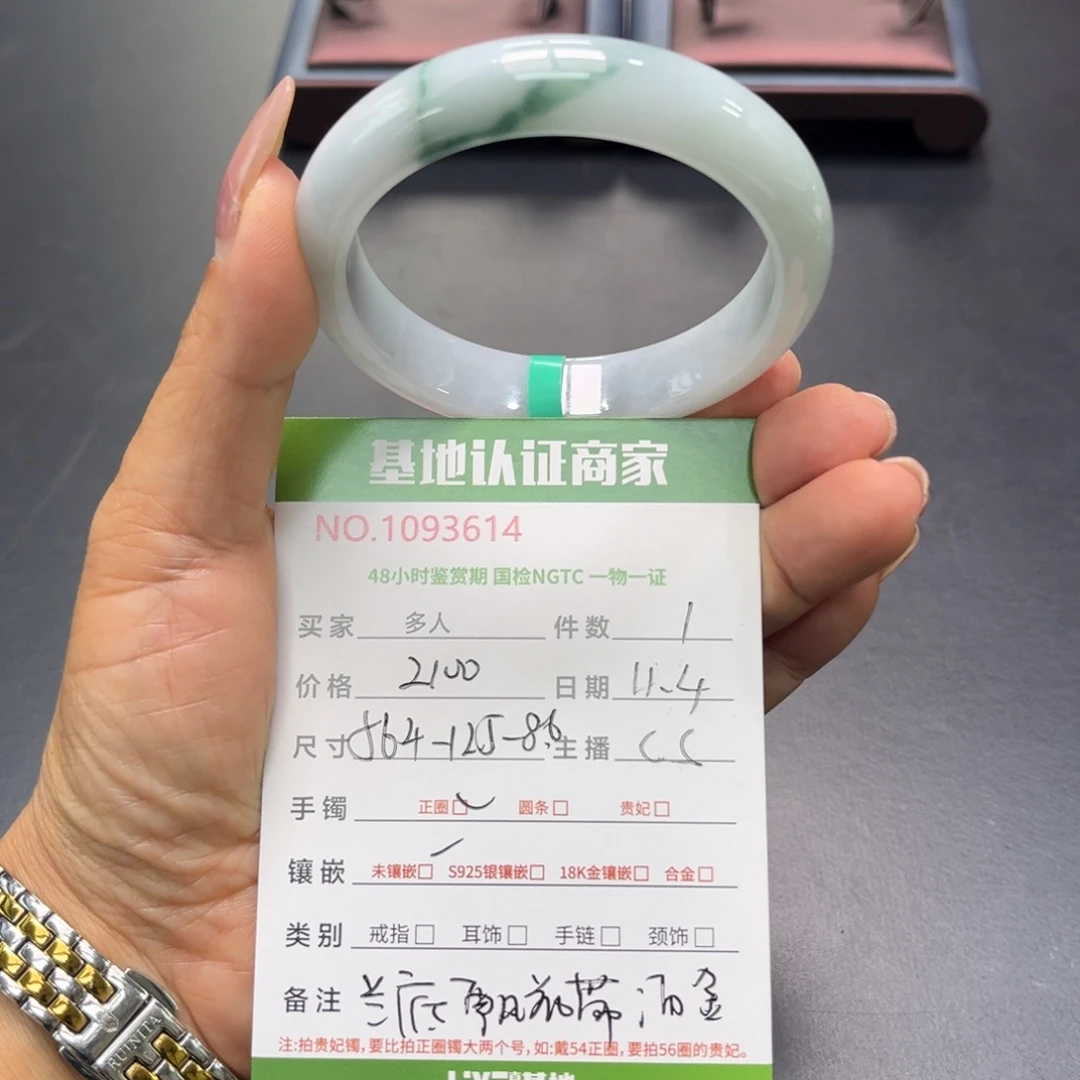 基地认证商家
NO.1093614
48小时鉴赏期 国检NGTC 一物一证
买家 多人 件数 1
价格 2100 日期 11.4
尺寸 564-125-8.6 主播 CC
手镯 正圈□ 圆条□ 贵妃□
镶嵌 未镶嵌□ S925银镶嵌□ 18K金镶嵌□ 合金□
类别 戒指□ 耳饰□ 手链□ 颈饰□
备注 兰底 飘花 洒金
注:拍贵妃镯,要比拍正圈镯大两个号,如:戴54正圈,要拍56圈的贵妃。
RUINITA